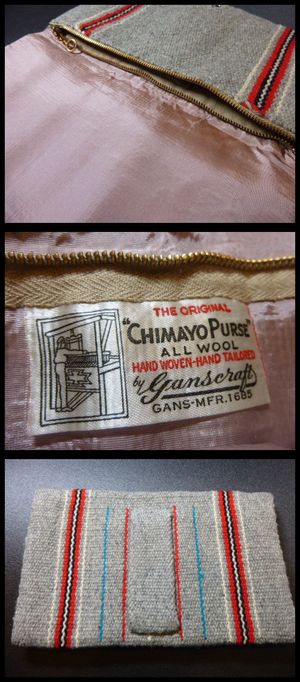 THE ORIGINAL
"CHIMAYO PURSE"
ALL WOOL
HAND WOVEN-HAND TAILORED
by Ganscraft
GANS-MFR. 1685